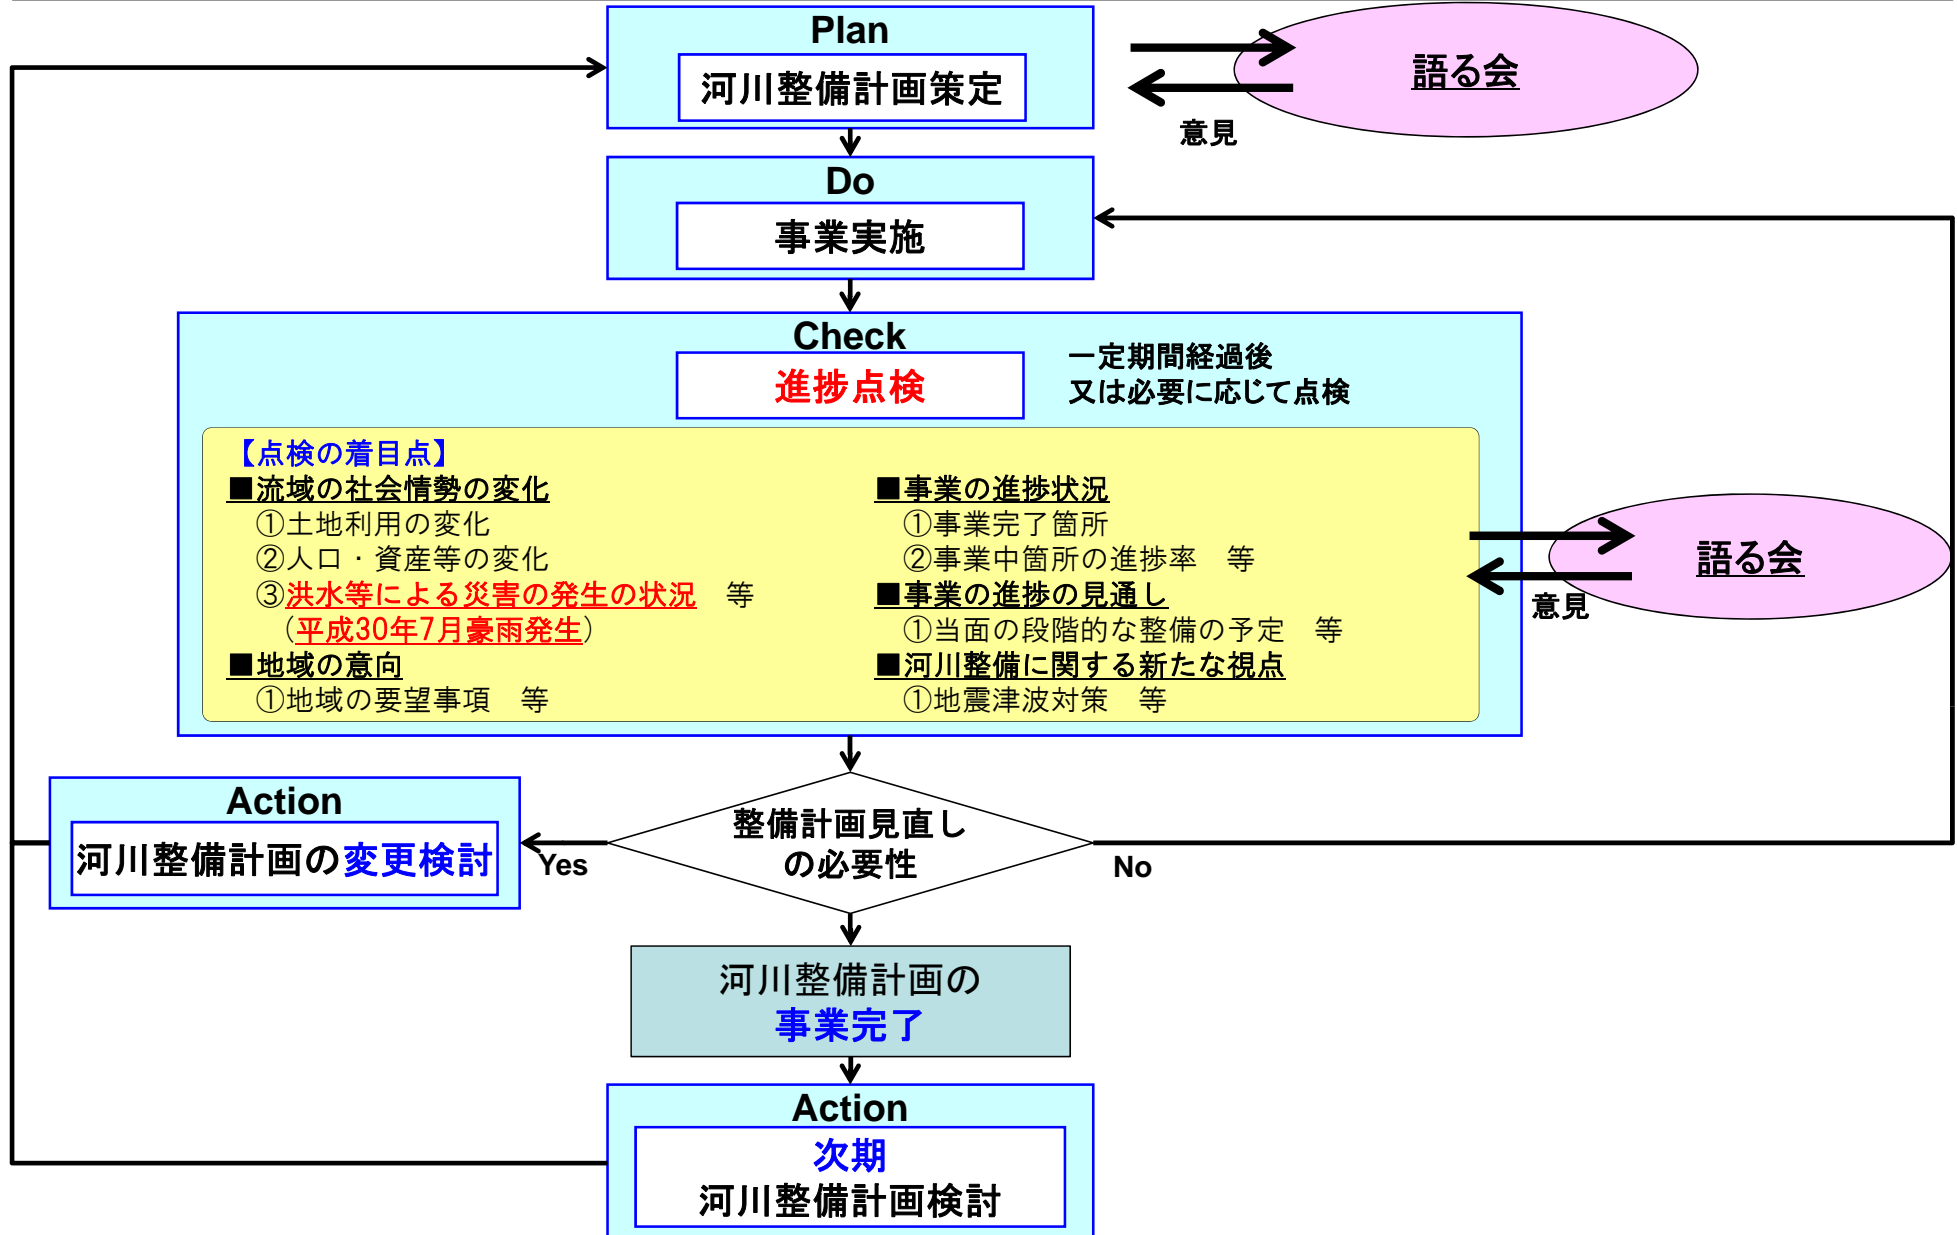 Plan
河川整備計画策定
語る会
意見
Do
事業実施
Check
進捗点検
一定期間経過後
又は必要に応じて点検
【点検の着目点】
■流域の社会情勢の変化
①土地利用の変化
②人口・資産等の変化
③洪水等による災害の発生の状況　等
(平成30年7月豪雨発生)
■地域の意向
①地域の要望事項　等
■事業の進捗状況
①事業完了箇所
②事業中箇所の進捗率　等
■事業の進捗の見通し
①当面の段階的な整備の予定　等
■河川整備に関する新たな視点
①地震津波対策　等
語る会
意見
整備計画見直し
の必要性
Yes
No
Action
河川整備計画の変更検討
河川整備計画の
事業完了
Action
次期
河川整備計画検討